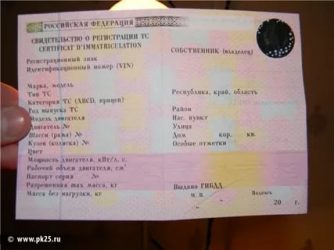 РОССИЙСКАЯ ФЕДЕРАЦИЯ
СВИДЕТЕЛЬСТВО О РЕГИСТРАЦИИ ТС
CERTIFICAT D'IMMATRICULATION
Регистрационный знак
Идентификационный номер (VIN)
Марка, модель
Тип ТС
Категория ТС (ABCD, прицеп)
Год выпуска ТС
Модель двигателя
Двигатель №
Шасси (рама) №
Кузов (коляска) №
Цвет
Мощность двигателя, кВт/л. с.
Рабочий объем двигателя, см³
Паспорт серия №
Разрешенная max масса, кг
Масса без нагрузки, кг
СОБСТВЕННИК (владелец)
Республика, край, область
Район
Нас. пункт
Улица
Дом кор. кв.
Особые отметки
Выдано ГИБДД
М. П. Подпись
20 г.
www.pk25.ru